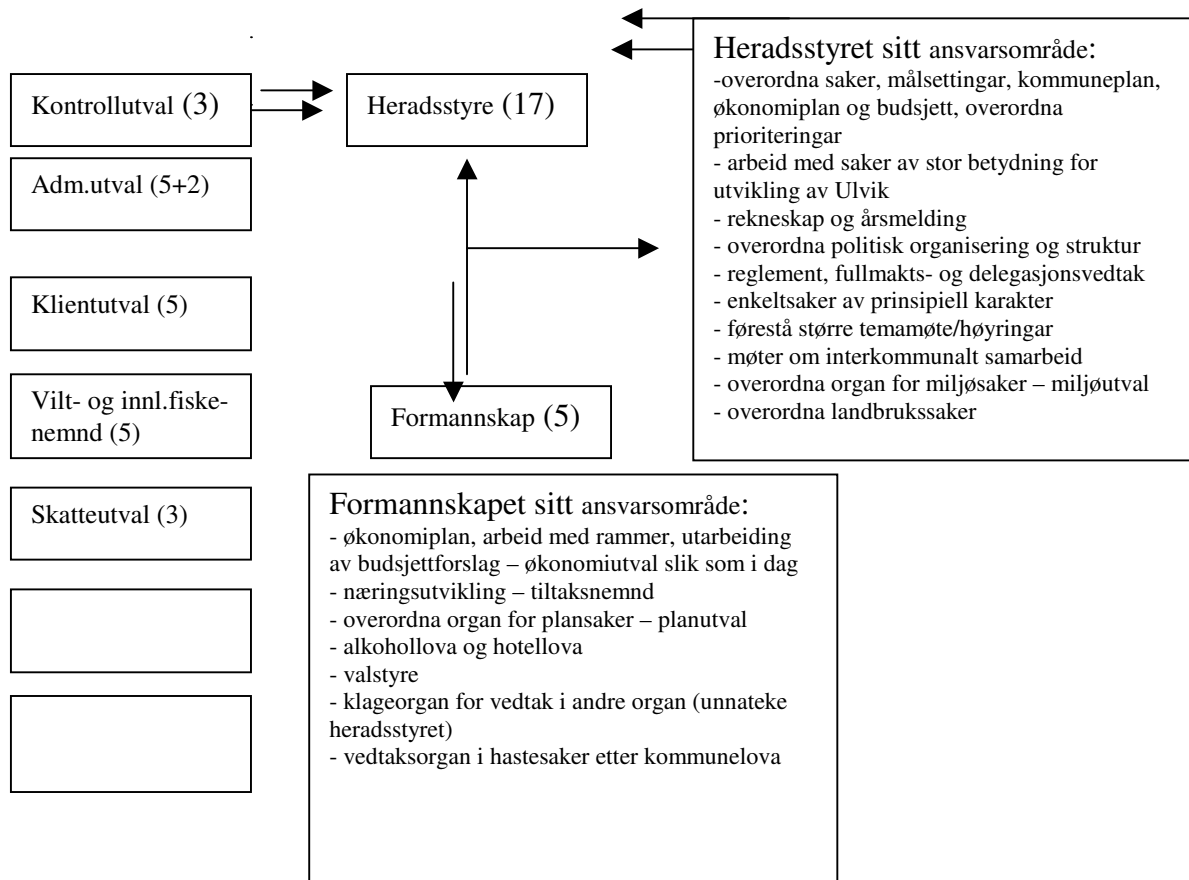 Kontrollutval (3)
Adm.utval (5+2)
Klientutval (5)
Vilt- og innl.fiske-
nemnd (5)
Skatteutval (3)
Heradsstyre (17)
Formannskap (5)
Heradsstyret sitt ansvarsområde:
-overordna saker, målsettingar, kommuneplan,
økonomiplan og budsjett, overordna
prioriteringar
- arbeid med saker av stor betydning for
utvikling av Ulvik
- rekneskap og årsmelding
- overordna politisk organisering og struktur
- reglement, fullmakts- og delegasjonsvedtak
- enkeltsaker av prinsipiell karakter
- førestå større temamøte/høyringar
- møter om interkommunalt samarbeid
- overordna organ for miljøsaker – miljøutval
- overordna landbrukssaker
Formannskapet sitt ansvarsområde:
- økonomiplan, arbeid med rammer, utarbeiding
av budsjettforslag – økonomiutval slik som i dag
- næringsutvikling – tiltaksnemnd
- overordna organ for plansaker – planutval
- alkohollova og hotellova
- valstyre
- klageorgan for vedtak i andre organ (unnateke
heradsstyret)
- vedtaksorgan i hastesaker etter kommunelova